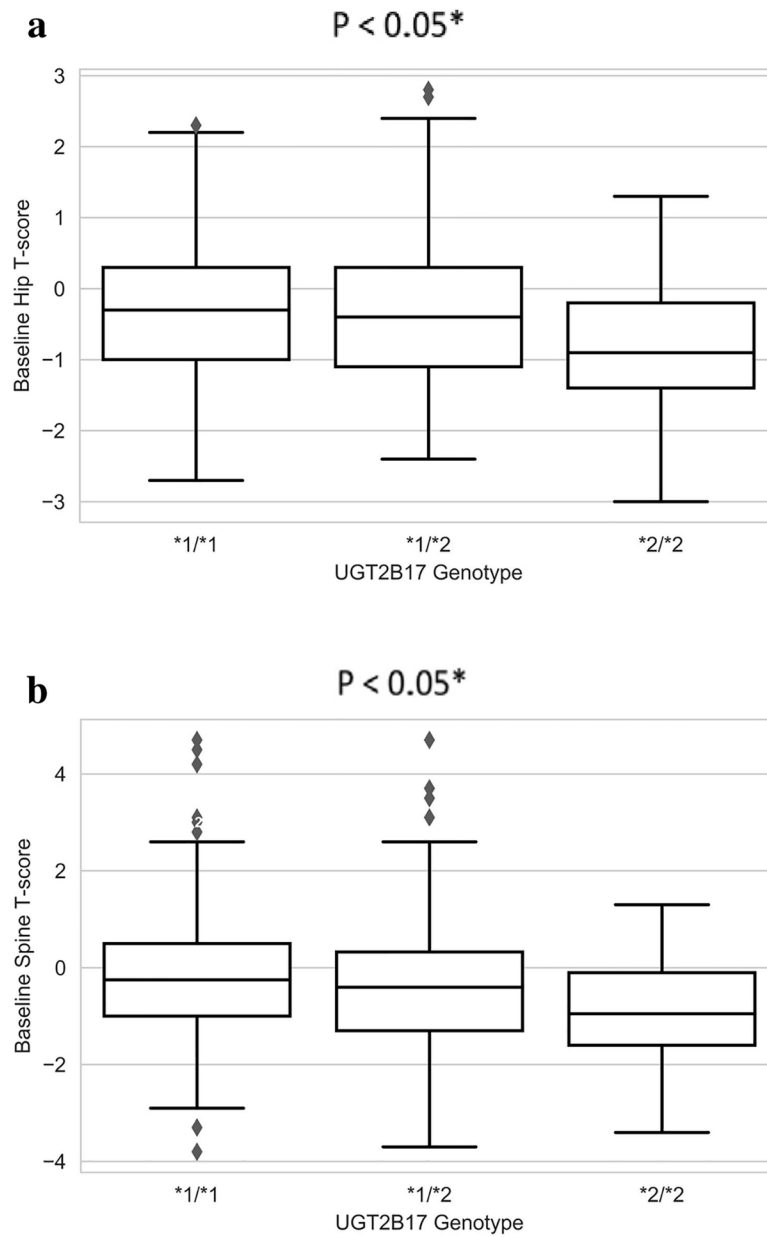 a
P < 0.05*
3
2
1
0
−1
−2
−3
Baseline Hip T-score
*1/*1 *1/*2 *2/*2
UGT2B17 Genotype
b
P < 0.05*
4
2
0
−2
−4
Baseline Spine T-score
2
*1/*1 *1/*2 *2/*2
UGT2B17 Genotype